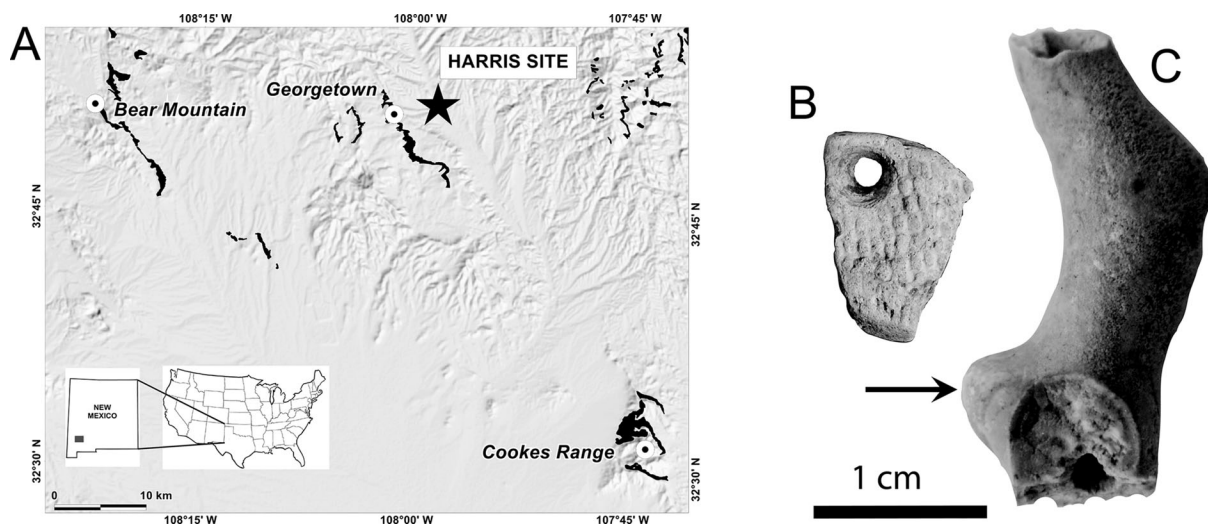 A
108°15' W
108°00' W
107°45' W
HARRIS SITE
Georgetown
Bear Mountain
32°45' N
32°45' N
NEW
MEXICO
Cookes Range
32°30' N
32°30' N
0 10 km
108°15' W
108°00' W
107°45' W
B
C
1 cm